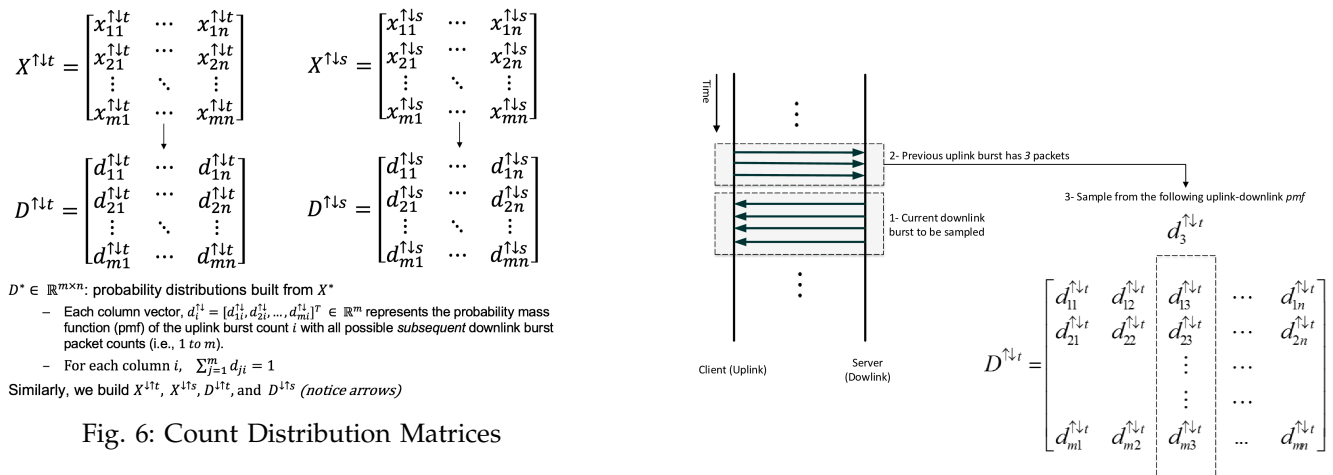 X^{↑↓t} = [x_{11}^{↑↓t} ⋯ x_{1n}^{↑↓t}
x_{21}^{↑↓t} ⋯ x_{2n}^{↑↓t}
⋮ ⋱ ⋮
x_{m1}^{↑↓t} ⋯ x_{mn}^{↑↓t}]
X^{↑↓s} = [x_{11}^{↑↓s} ⋯ x_{1n}^{↑↓s}
x_{21}^{↑↓s} ⋯ x_{2n}^{↑↓s}
⋮ ⋱ ⋮
x_{m1}^{↑↓s} ⋯ x_{mn}^{↑↓s}]
D^{↑↓t} = [d_{11}^{↑↓t} ⋯ d_{1n}^{↑↓t}
d_{21}^{↑↓t} ⋯ d_{2n}^{↑↓t}
⋮ ⋱ ⋮
d_{m1}^{↑↓t} ⋯ d_{mn}^{↑↓t}]
D^{↑↓s} = [d_{11}^{↑↓s} ⋯ d_{1n}^{↑↓s}
d_{21}^{↑↓s} ⋯ d_{2n}^{↑↓s}
⋮ ⋱ ⋮
d_{m1}^{↑↓s} ⋯ d_{mn}^{↑↓s}]
D* ∈ ℝ^{m×n}: probability distributions built from X*
– Each column vector, d_i^{↑↓} = [d_{1i}^{↑↓}, d_{2i}^{↑↓}, ..., d_{mi}^{↑↓}]^T ∈ ℝ^m represents the probability mass
function (pmf) of the uplink burst count i with all possible subsequent downlink burst
packet counts (i.e., 1 to m).
– For each column i, ∑_{j=1}^{m} d_{ji} = 1
Similarly, we build X^{↓↑t}, X^{↓↑s}, D^{↓↑t}, and D^{↓↑s} (notice arrows)
Fig. 6: Count Distribution Matrices
Time
⋮
2- Previous uplink burst has 3 packets
1- Current downlink
burst to be sampled
⋮
Client (Uplink)
Server
(Dowlink)
3- Sample from the following uplink-downlink pmf
d_3^{↑↓t}
D^{↑↓t} = [d_{11}^{↑↓t} d_{12}^{↑↓t} d_{13}^{↑↓t} ⋯ d_{1n}^{↑↓t}
d_{21}^{↑↓t} d_{22}^{↑↓t} d_{23}^{↑↓t} ⋯ d_{2n}^{↑↓t}
⋮ ⋯
⋮ ⋯
d_{m1}^{↑↓t} d_{m2}^{↑↓t} d_{m3}^{↑↓t} ... d_{mn}^{↑↓t}]